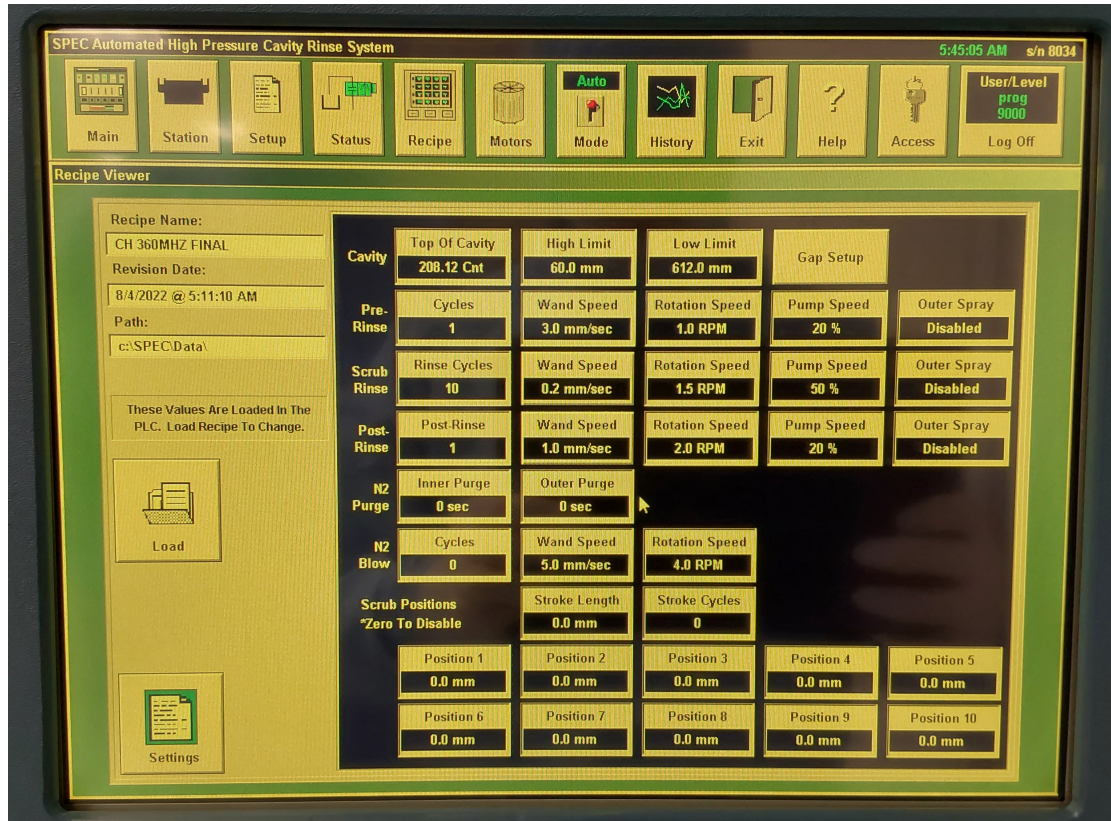 SPEC Automated High Pressure Cavity Rinse System
5:45:05 AM s/n 8034
Main
Station
Setup
Status
Recipe
Motors
Auto
Mode
History
Exit
Help
Access
User/Level
prog
9000
Log Off
Recipe Viewer
Recipe Name:
CH 360MHZ FINAL
Revision Date:
8/4/2022 @ 5:11:10 AM
Path:
c:\SPEC\Data\
These Values Are Loaded In The
PLC. Load Recipe To Change.
Load
Settings
Cavity
Top Of Cavity
208.12 Cnt
High Limit
60.0 mm
Low Limit
612.0 mm
Gap Setup
Pre-
Rinse
Cycles
1
Wand Speed
3.0 mm/sec
Rotation Speed
1.0 RPM
Pump Speed
20 %
Outer Spray
Disabled
Scrub
Rinse
Rinse Cycles
10
Wand Speed
0.2 mm/sec
Rotation Speed
1.5 RPM
Pump Speed
50 %
Outer Spray
Disabled
Post-
Rinse
Post-Rinse
1
Wand Speed
1.0 mm/sec
Rotation Speed
2.0 RPM
Pump Speed
20 %
Outer Spray
Disabled
N2
Purge
Inner Purge
0 sec
Outer Purge
0 sec
N2
Blow
Cycles
0
Wand Speed
5.0 mm/sec
Rotation Speed
4.0 RPM
Scrub Positions
*Zero To Disable
Stroke Length
0.0 mm
Stroke Cycles
0
Position 1
0.0 mm
Position 2
0.0 mm
Position 3
0.0 mm
Position 4
0.0 mm
Position 5
0.0 mm
Position 6
0.0 mm
Position 7
0.0 mm
Position 8
0.0 mm
Position 9
0.0 mm
Position 10
0.0 mm